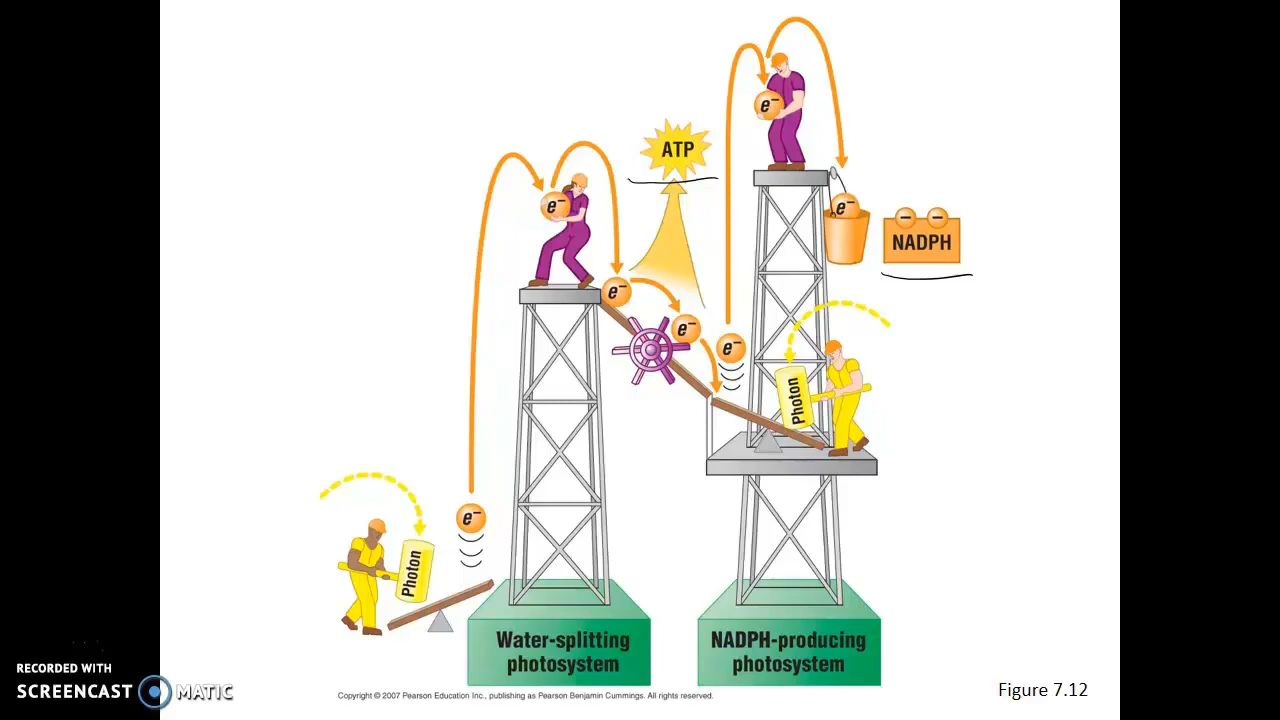 ATP
e–
e–
e–
NADPH
e–
e–
e–
e–
Photon
e–
Photon
Water-splitting
photosystem
NADPH-producing
photosystem
RECORDED WITH
SCREENCAST MATIC
Copyright © 2007 Pearson Education Inc., publishing as Pearson Benjamin Cummings. All rights reserved.
Figure 7.12